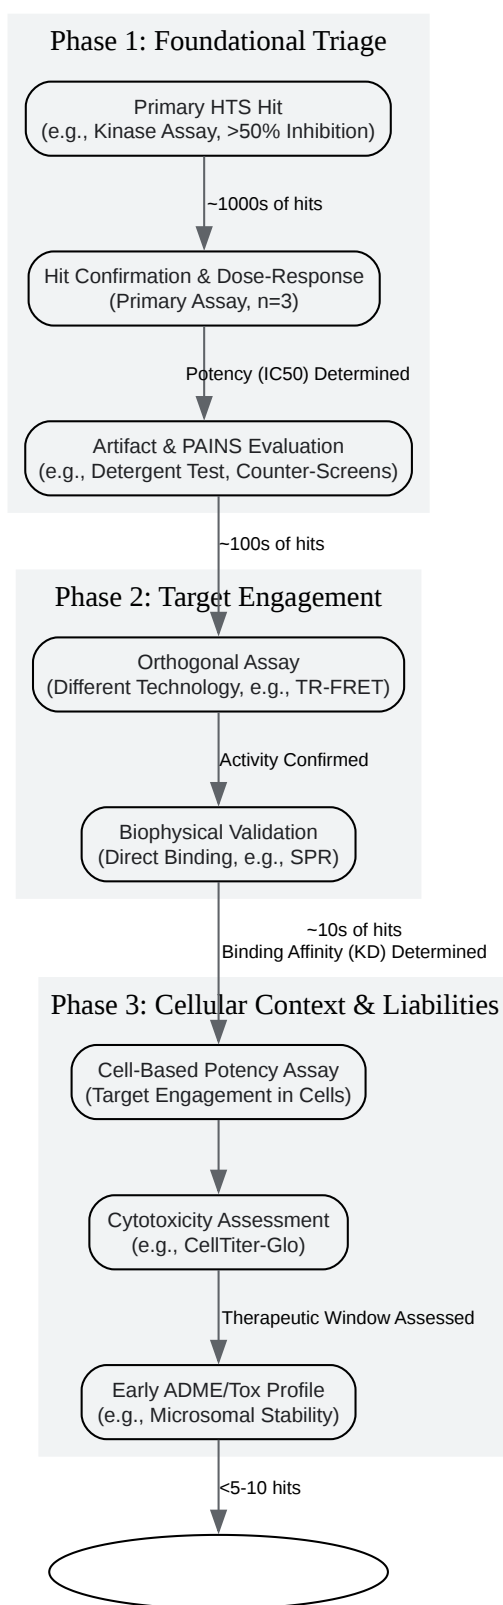 Phase 1: Foundational Triage
Primary HTS Hit
(e.g., Kinase Assay, >50% Inhibition)
~1000s of hits
Hit Confirmation & Dose-Response
(Primary Assay, n=3)
Potency (IC50) Determined
Artifact & PAINS Evaluation
(e.g., Detergent Test, Counter-Screens)
~100s of hits
Phase 2: Target Engagement
Orthogonal Assay
(Different Technology, e.g., TR-FRET)
Activity Confirmed
Biophysical Validation
(Direct Binding, e.g., SPR)
~10s of hits
Binding Affinity (KD) Determined
Phase 3: Cellular Context & Liabilities
Cell-Based Potency Assay
(Target Engagement in Cells)
Cytotoxicity Assessment
(e.g., CellTiter-Glo)
Therapeutic Window Assessed
Early ADME/Tox Profile
(e.g., Microsomal Stability)
<5-10 hits